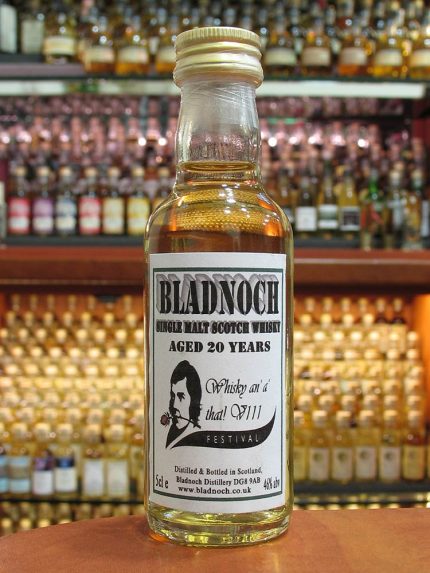 BLADNOCH
SINGLE MALT SCOTCH WHISKY
AGED 20 YEARS
Whisky an' a'
that! VIII
FESTIVAL
Distilled & Bottled in Scotland,
Bladnoch Distillery DG8 9AB
5cl e www.bladnoch.co.uk 46% abv